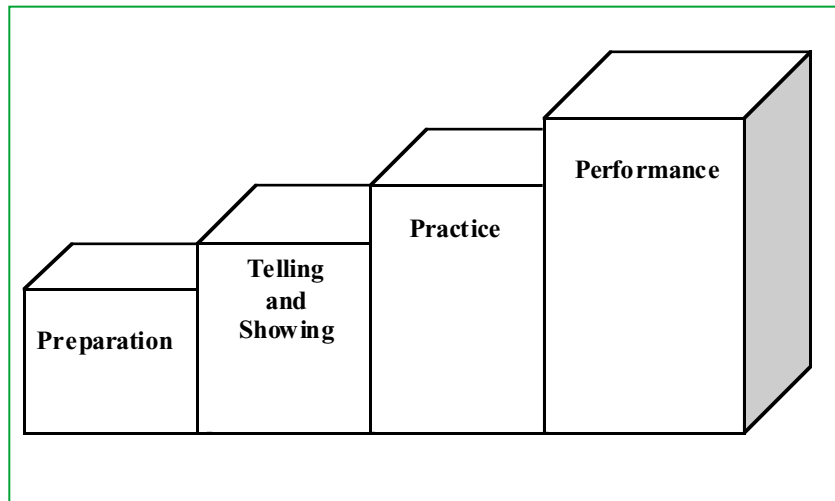 Preparation
Telling
and
Showing
Practice
Performance